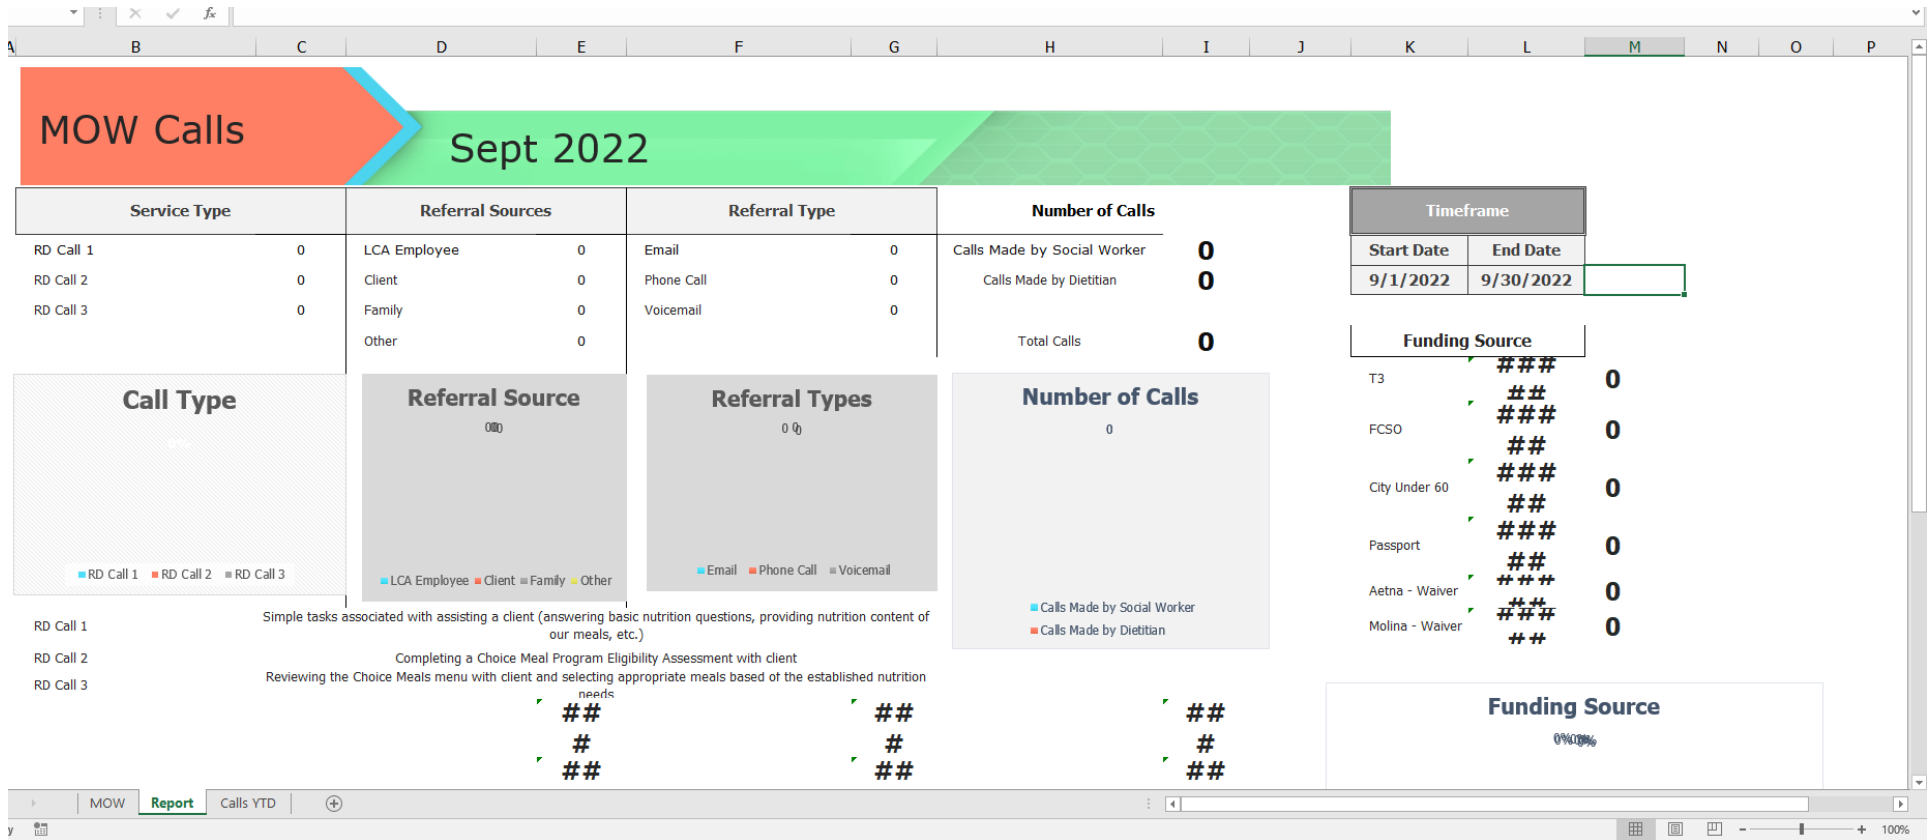 fx
A B C D E F G H I J K L M N O P
MOW Calls
Sept 2022
Service Type Referral Sources Referral Type Number of Calls Timeframe
RD Call 1 0 LCA Employee 0 Email 0 Calls Made by Social Worker 0 Start Date End Date
RD Call 2 0 Client 0 Phone Call 0 Calls Made by Dietitian 0 9/1/2022 9/30/2022
RD Call 3 0 Family 0 Voicemail 0
Other 0 Total Calls 0 Funding Source
T3 ### ## 0
FCSO ### ## 0
City Under 60 ### ## 0
Passport ### ## 0
Aetna - Waiver ### ## 0
Molina - Waiver ### ## 0
Call Type
0%
RD Call 1 RD Call 2 RD Call 3
Referral Source
LCA Employee Client Family Other
Referral Types
0 0 0
Email Phone Call Voicemail
Number of Calls
0
Calls Made by Social Worker
Calls Made by Dietitian
RD Call 1 Simple tasks associated with assisting a client (answering basic nutrition questions, providing nutrition content of
our meals, etc.)
RD Call 2 Completing a Choice Meal Program Eligibility Assessment with client
RD Call 3 Reviewing the Choice Meals menu with client and selecting appropriate meals based of the established nutrition
needs
## ## ##
# # #
## ## ##
Funding Source
MOW Report Calls YTD
100%